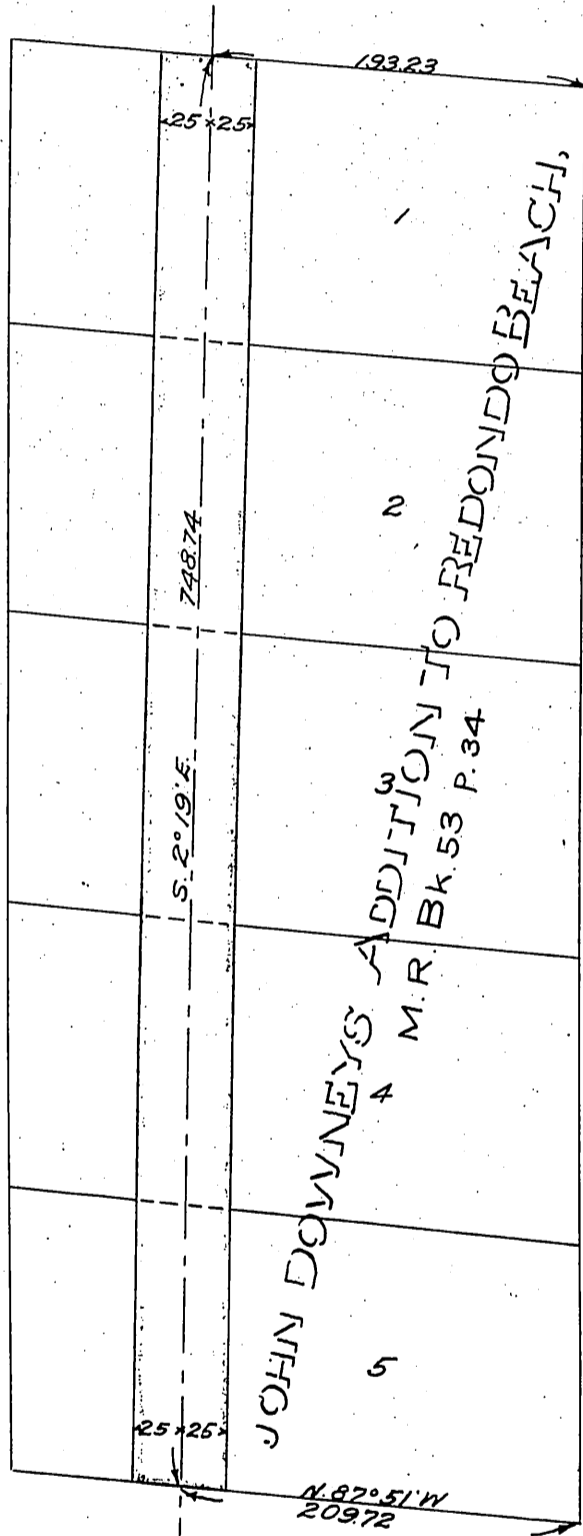 193.23
25 25
1
2
748.74
S. 2° 19' E.
3
4
JOHN DOWNEYS ADDITION TO REDONDO BEACH,
M. R. Bk. 53 P. 34
5
25 25
N. 87° 51' W
209.72